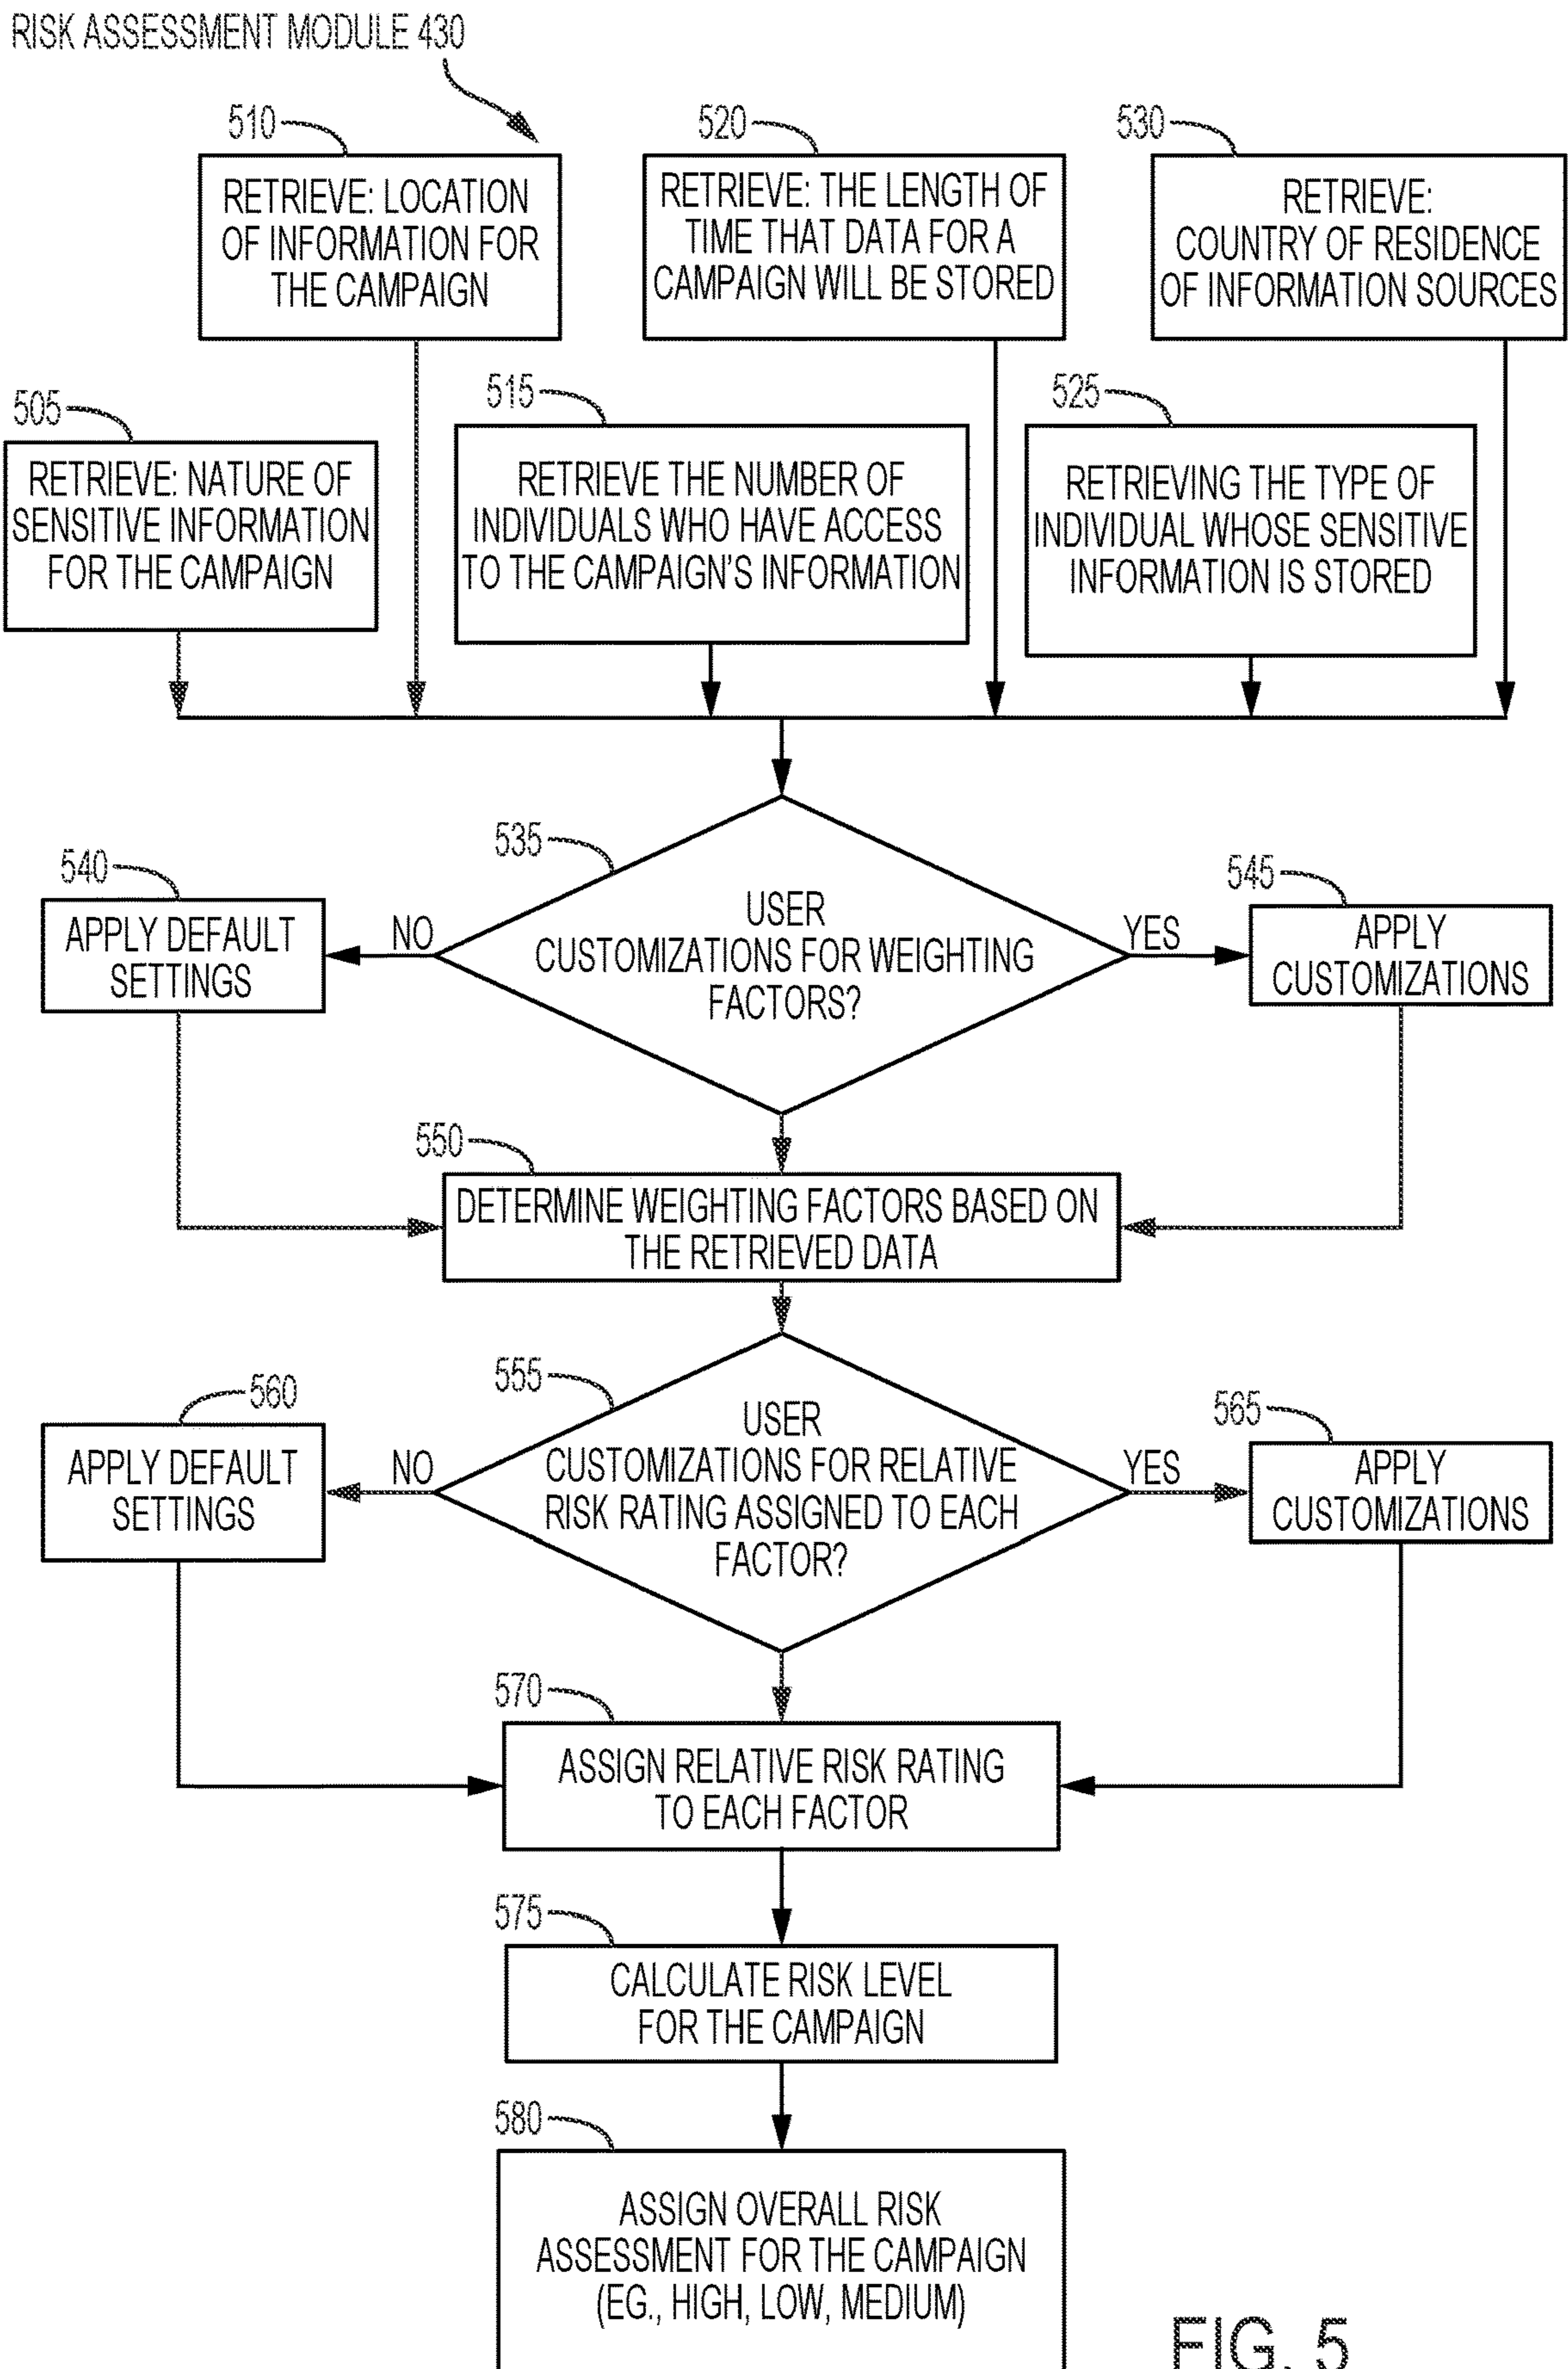 RISK ASSESSMENT MODULE 430
510
RETRIEVE: LOCATION
OF INFORMATION FOR
THE CAMPAIGN
520
RETRIEVE: THE LENGTH OF
TIME THAT DATA FOR A
CAMPAIGN WILL BE STORED
530
RETRIEVE:
COUNTRY OF RESIDENCE
OF INFORMATION SOURCES
505
RETRIEVE: NATURE OF
SENSITIVE INFORMATION
FOR THE CAMPAIGN
515
RETRIEVE THE NUMBER OF
INDIVIDUALS WHO HAVE ACCESS
TO THE CAMPAIGN'S INFORMATION
525
RETRIEVING THE TYPE OF
INDIVIDUAL WHOSE SENSITIVE
INFORMATION IS STORED
535
USER
CUSTOMIZATIONS FOR WEIGHTING
FACTORS?
540
NO
APPLY DEFAULT
SETTINGS
545
YES
APPLY
CUSTOMIZATIONS
550
DETERMINE WEIGHTING FACTORS BASED ON
THE RETRIEVED DATA
555
USER
CUSTOMIZATIONS FOR RELATIVE
RISK RATING ASSIGNED TO EACH
FACTOR?
560
NO
APPLY DEFAULT
SETTINGS
565
YES
APPLY
CUSTOMIZATIONS
570
ASSIGN RELATIVE RISK RATING
TO EACH FACTOR
575
CALCULATE RISK LEVEL
FOR THE CAMPAIGN
580
ASSIGN OVERALL RISK
ASSESSMENT FOR THE CAMPAIGN
(EG., HIGH, LOW, MEDIUM)
FIG. 5